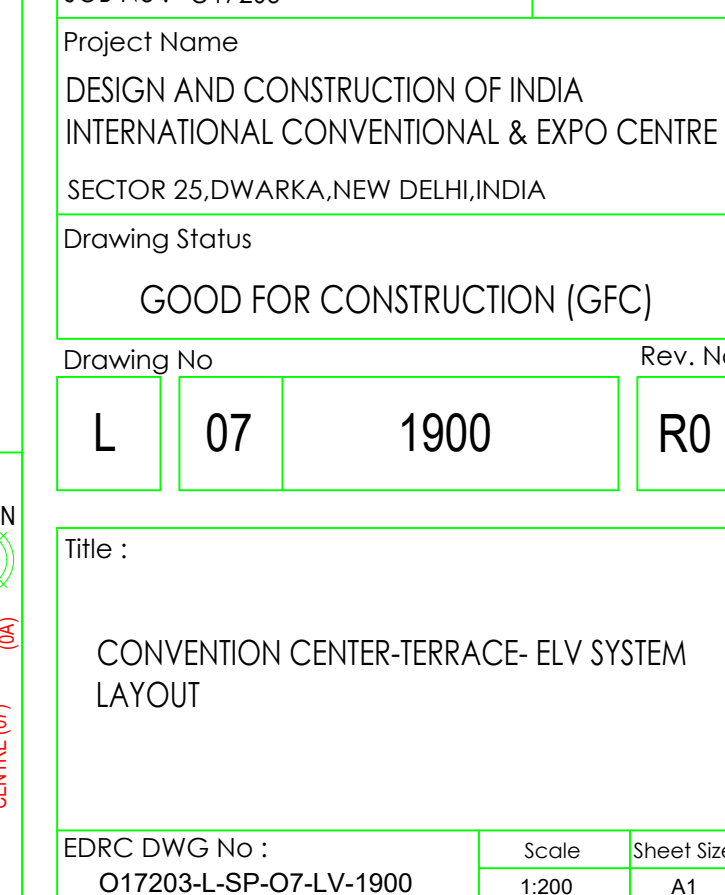 Project Name
DESIGN AND CONSTRUCTION OF INDIA
INTERNATIONAL CONVENTIONAL & EXPO CENTRE
SECTOR 25,DWARKA,NEW DELHI,INDIA
Drawing Status
GOOD FOR CONSTRUCTION (GFC)
Drawing No Rev.
L 07 1900 R0
N
Title :
(0A)
CONVENTION CENTER-TERRACE- ELV SYSTEM
LAYOUT
EDRC DWG No : Scale Sheet
O17203-L-SP-O7-LV-1900 1:200 A1